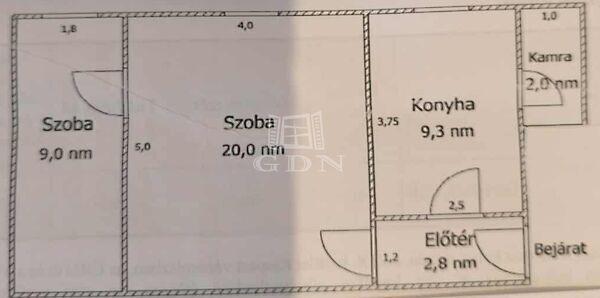 1,8
4,0
1,0
Kamra
2,0 nm
Szoba
9,0 nm
5,0
Szoba
20,0 nm
3,75
Konyha
9,3 nm
GDN
2,5
1,2
Előtér
2,8 nm
Bejárat